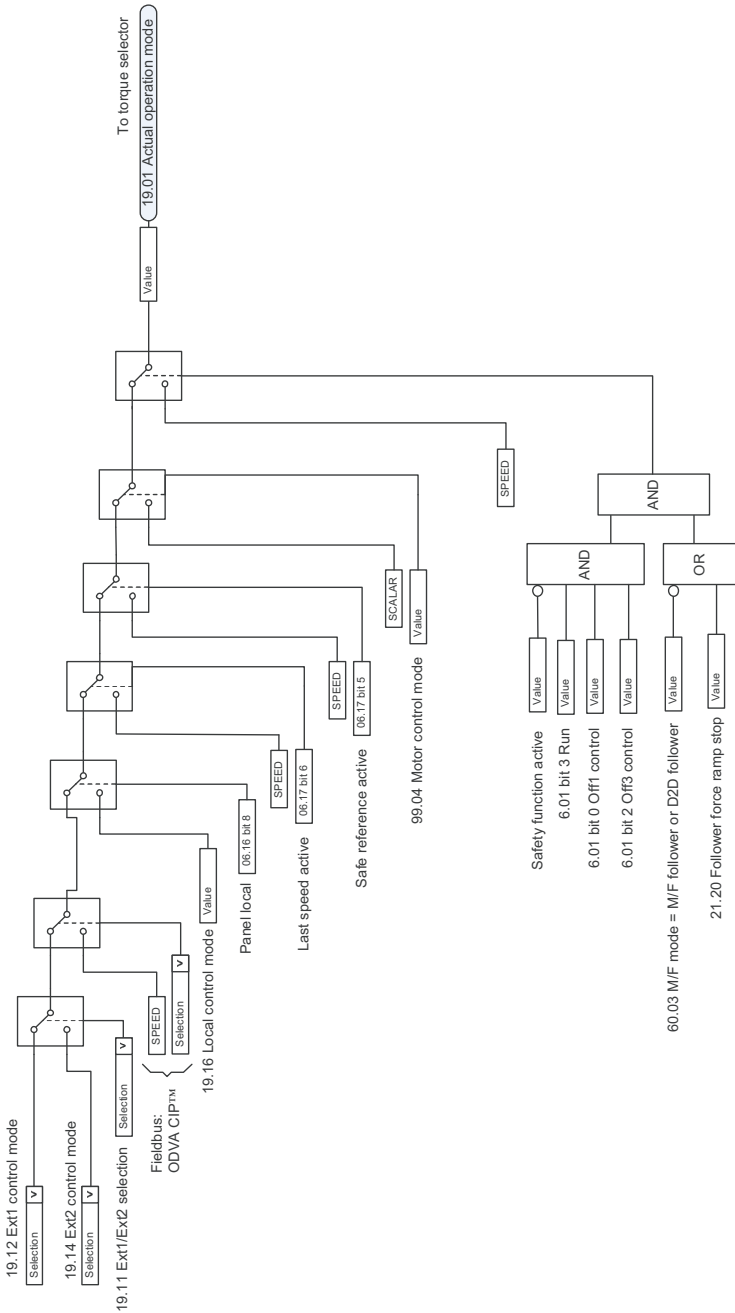 19.12 Ext1 control mode
Selection
v
19.14 Ext2 control mode
Selection
v
19.11 Ext1/Ext2 selection
Selection
v
Fieldbus:
ODVA CIP™
SPEED
Selection
v
19.16 Local control mode
Value
Panel local
06.16 bit 8
SPEED
Last speed active
06.17 bit 6
SPEED
Safe reference active
06.17 bit 5
SCALAR
99.04 Motor control mode
Value
SPEED
Safety function active
Value
6.01 bit 3 Run
Value
6.01 bit 0 Off1 control
Value
6.01 bit 2 Off3 control
Value
AND
60.03 M/F mode = M/F follower or D2D follower
Value
21.20 Follower force ramp stop
Value
OR
AND
Value
To torque selector
19.01 Actual operation mode